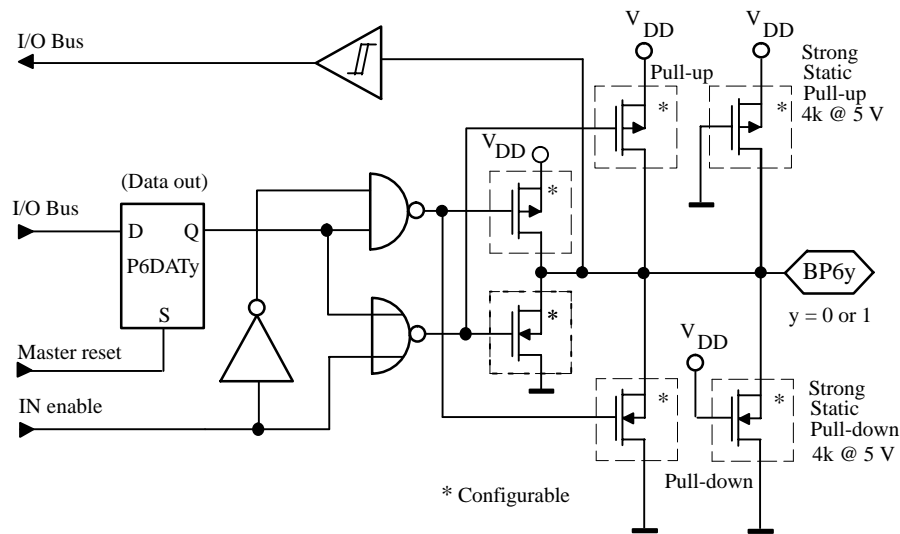 I/O Bus
V DD
V DD
Strong
Static
Pull-up
4k @ 5 V
Pull-up
*
*
V DD
*
(Data out)
I/O Bus
D
Q
P6DATy
S
BP6y
y = 0 or 1
*
Master reset
V DD
IN enable
*
*
Strong
Static
Pull-down
4k @ 5 V
Pull-down
* Configurable